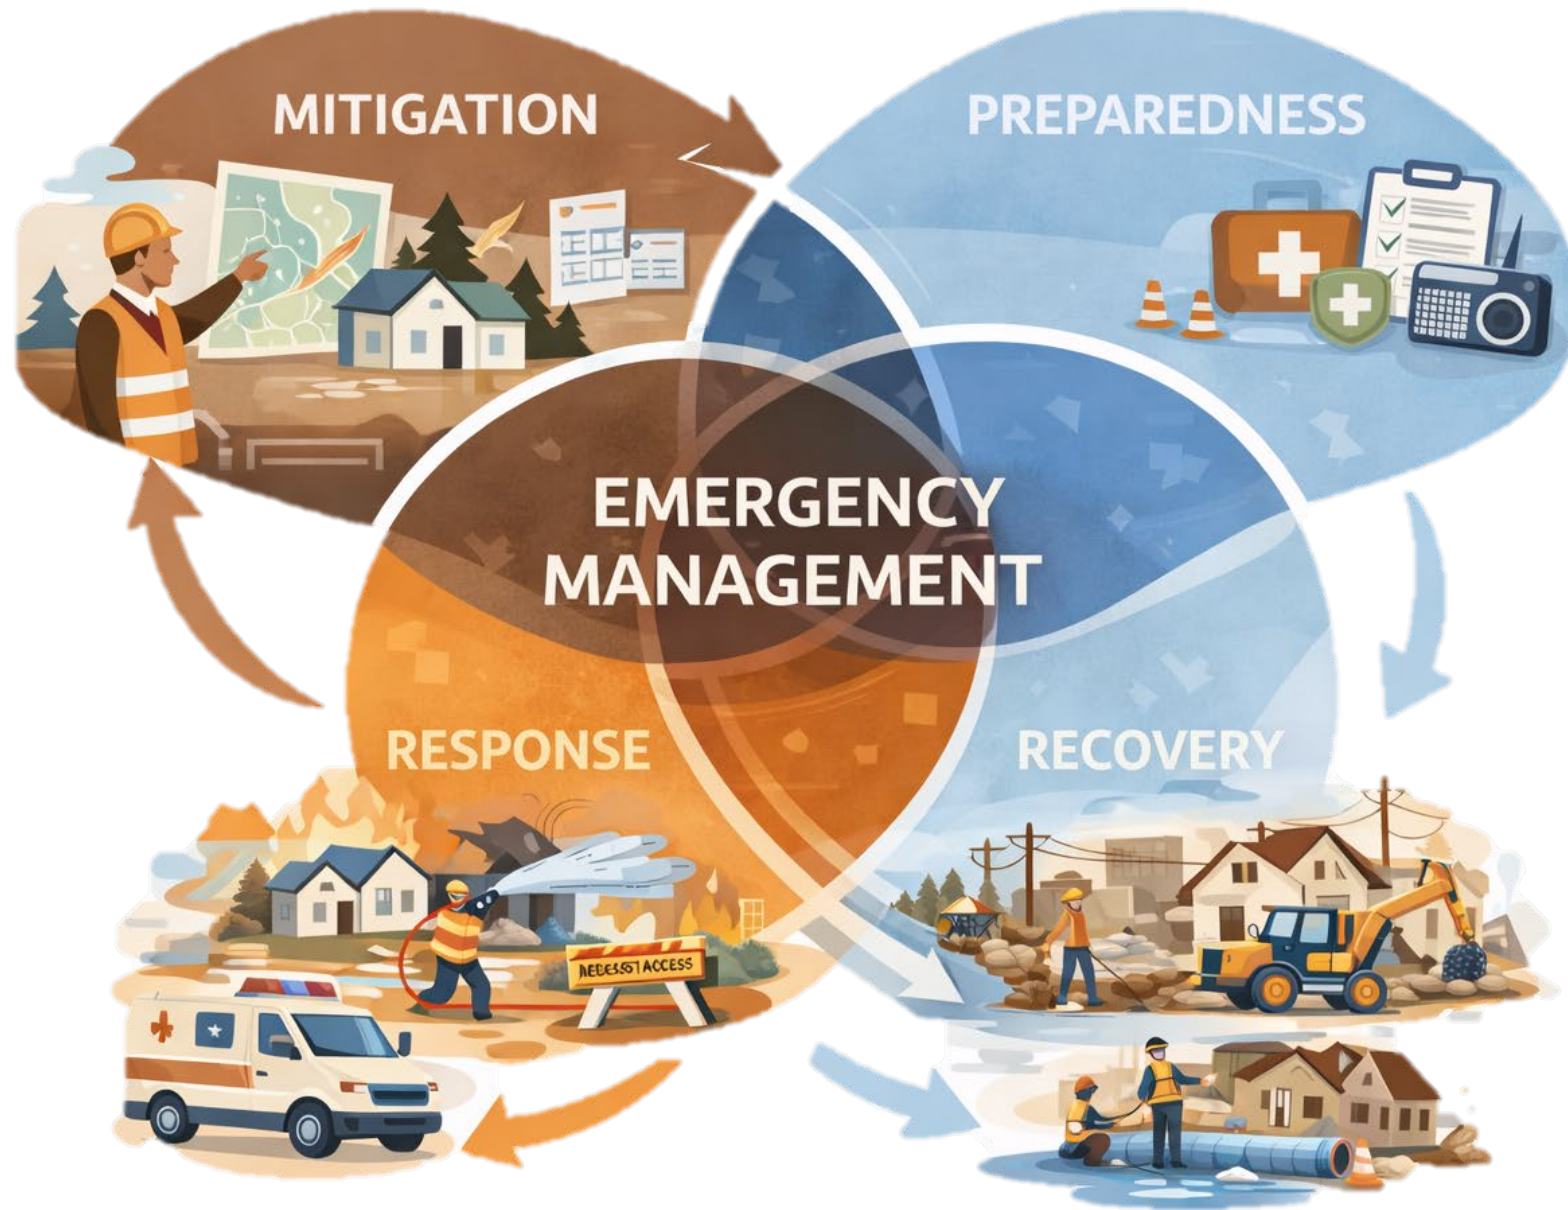 MITIGATION
PREPAREDNESS
EMERGENCY
MANAGEMENT
RESPONSE
RECOVERY
ACCESS